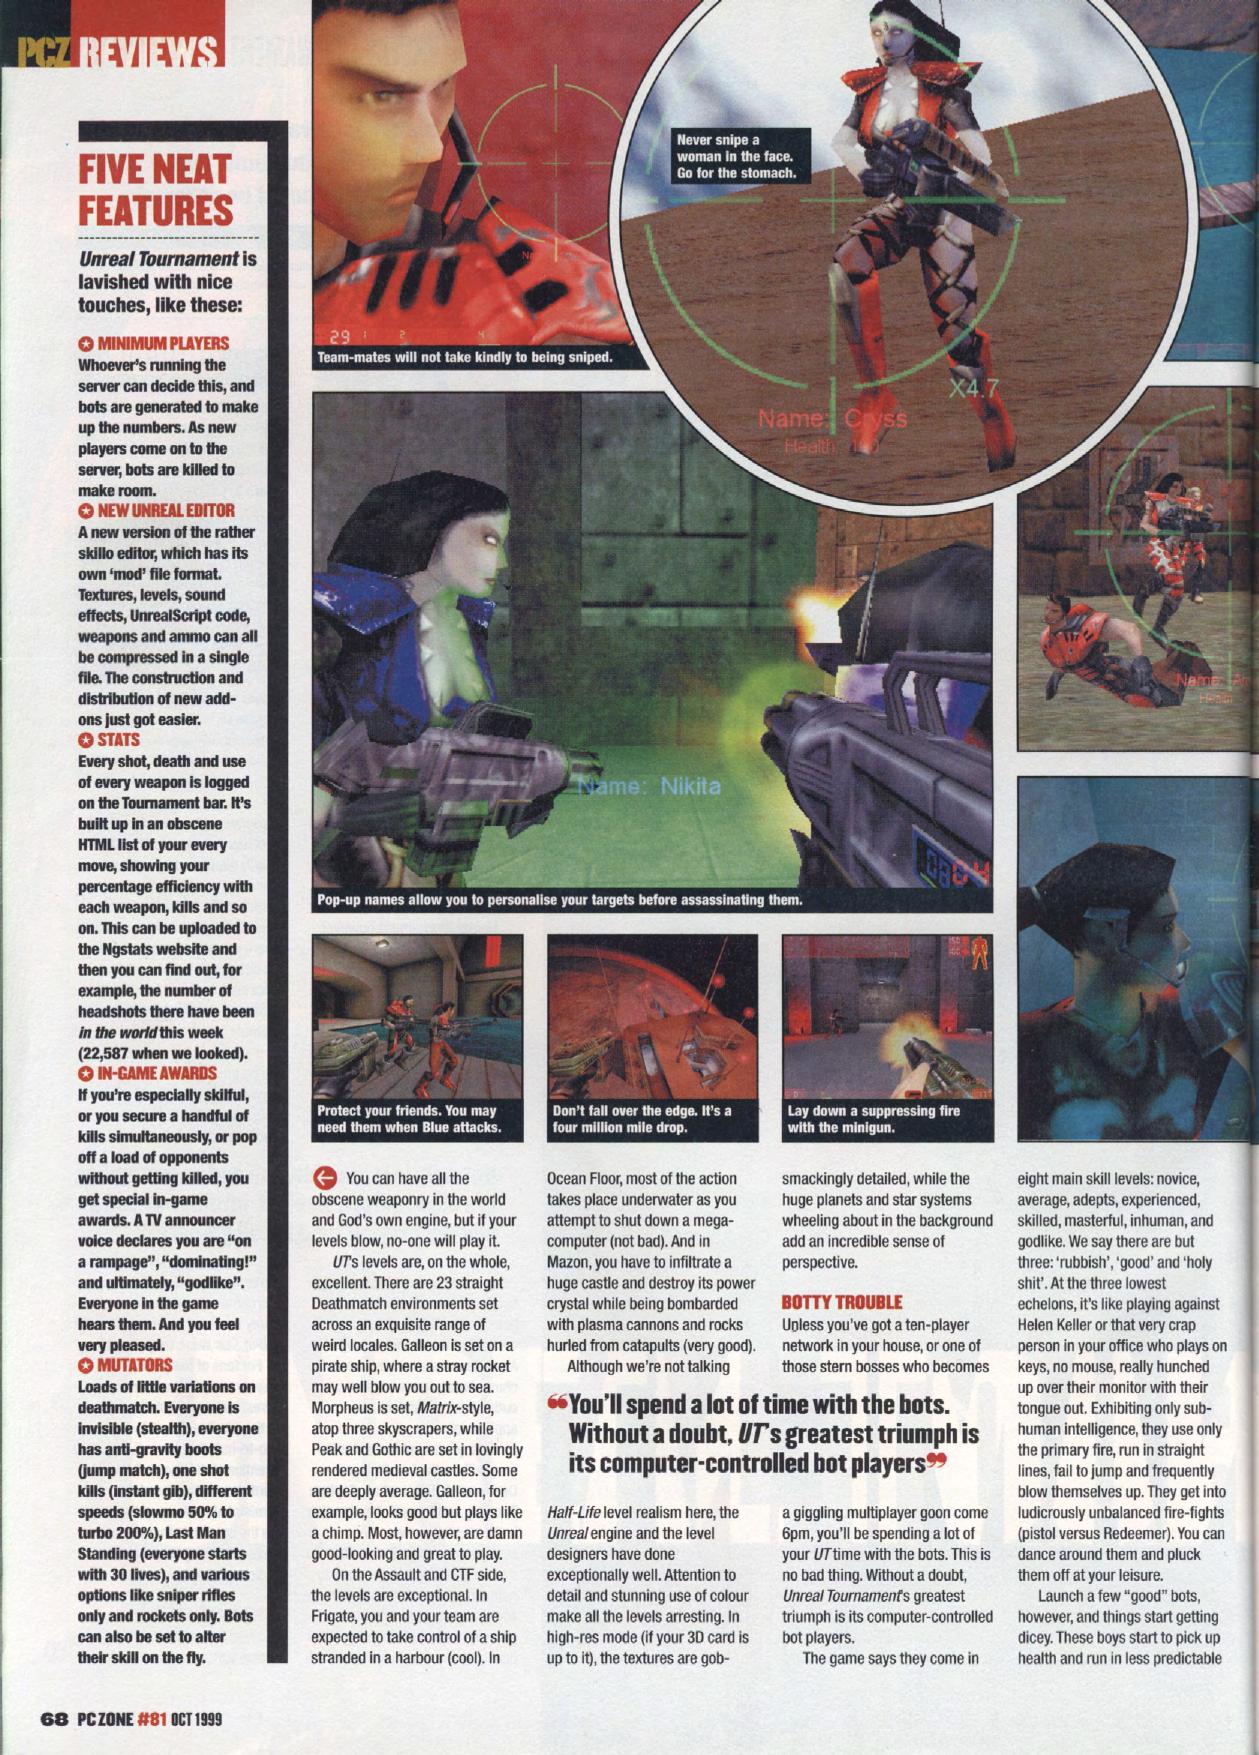 PCZ REVIEWS
FIVE NEAT
FEATURES
Unreal Tournament is
lavished with nice
touches, like these:
MINIMUM PLAYERS
Whoever's running the
server can decide this, and
bots are generated to make
up the numbers. As new
players come on to the
server, bots are killed to
make room.
NEW UNREAL EDITOR
A new version of the rather
skillo editor, which has its
own 'mod' file format.
Textures, levels, sound
effects, UnrealScript code,
weapons and ammo can all
be compressed in a single
file. The construction and
distribution of new add-
ons just got easier.
STATS
Every shot, death and use
of every weapon is logged
on the Tournament bar. It's
built up in an obscene
HTML list of your every
move, showing your
percentage efficiency with
each weapon, kills and so
on. This can be uploaded to
the Ngstats website and
then you can find out, for
example, the number of
headshots there have been
in the world this week
(22,587 when we looked).
IN-GAME AWARDS
If you're especially skilful,
or you secure a handful of
kills simultaneously, or pop
off a load of opponents
without getting killed, you
get special in-game
awards. A TV announcer
voice declares you are "on
a rampage", "dominating!"
and ultimately, "godlike".
Everyone in the game
hears them. And you feel
very pleased.
MUTATORS
Loads of little variations on
deathmatch. Everyone is
invisible (stealth), everyone
has anti-gravity boots
(jump match), one shot
kills (instant gib), different
speeds (slowmo 50% to
turbo 200%), Last Man
Standing (everyone starts
with 30 lives), and various
options like sniper rifles
only and rockets only. Bots
can also be set to alter
their skill on the fly.
29
Team-mates will not take kindly to being sniped.
Never snipe a
woman in the face.
Go for the stomach.
X4.7
Name: Cryss
Health:
Name: Nikita
Pop-up names allow you to personalise your targets before assassinating them.
Name:
Health
Protect your friends. You may
need them when Blue attacks.
Don't fall over the edge. It's a
four million mile drop.
Lay down a suppressing fire
with the minigun.
You can have all the
obscene weaponry in the world
and God's own engine, but if your
levels blow, no-one will play it.
UT's levels are, on the whole,
excellent. There are 23 straight
Deathmatch environments set
across an exquisite range of
weird locales. Galleon is set on a
pirate ship, where a stray rocket
may well blow you out to sea.
Morpheus is set, Matrix-style,
atop three skyscrapers, while
Peak and Gothic are set in lovingly
rendered medieval castles. Some
are deeply average. Galleon, for
example, looks good but plays like
a chimp. Most, however, are damn
good-looking and great to play.
On the Assault and CTF side,
the levels are exceptional. In
Frigate, you and your team are
expected to take control of a ship
stranded in a harbour (cool). In
Ocean Floor, most of the action
takes place underwater as you
attempt to shut down a mega-
computer (not bad). And in
Mazon, you have to infiltrate a
huge castle and destroy its power
crystal while being bombarded
with plasma cannons and rocks
hurled from catapults (very good).
Although we're not talking
Half-Life level realism here, the
Unreal engine and the level
designers have done
exceptionally well. Attention to
detail and stunning use of colour
make all the levels arresting. In
high-res mode (if your 3D card is
up to it), the textures are gob-
smackingly detailed, while the
huge planets and star systems
wheeling about in the background
add an incredible sense of
perspective.
BOTTY TROUBLE
Upless you've got a ten-player
network in your house, or one of
those stern bosses who becomes
"You'll spend a lot of time with the bots.
Without a doubt, UT's greatest triumph is
its computer-controlled bot players"
a giggling multiplayer goon come
6pm, you'll be spending a lot of
your UT time with the bots. This is
no bad thing. Without a doubt,
Unreal Tournament's greatest
triumph is its computer-controlled
bot players.
The game says they come in
eight main skill levels: novice,
average, adepts, experienced,
skilled, masterful, inhuman, and
godlike. We say there are but
three: 'rubbish', 'good' and 'holy
shit'. At the three lowest
echelons, it's like playing against
Helen Keller or that very crap
person in your office who plays on
keys, no mouse, really hunched
up over their monitor with their
tongue out. Exhibiting only sub-
human intelligence, they use only
the primary fire, run in straight
lines, fail to jump and frequently
blow themselves up. They get into
ludicrously unbalanced fire-fights
(pistol versus Redeemer). You can
dance around them and pluck
them off at your leisure.
Launch a few "good" bots,
however, and things start getting
dicey. These boys start to pick up
health and run in less predictable
68 PC ZONE #81 OCT 1999